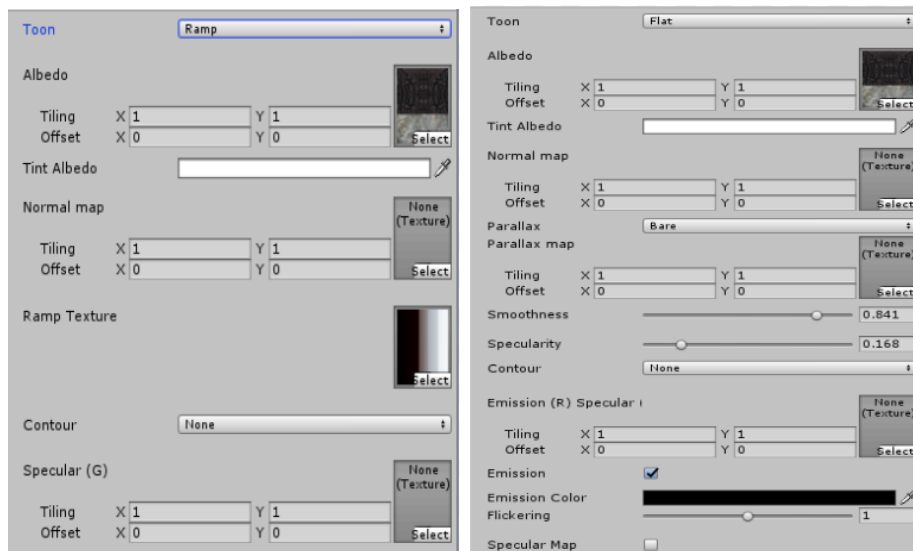 Toon Ramp
Albedo
Tiling X 1 Y 1
Offset X 0 Y 0
Select
Tint Albedo
Normal map None
(Texture)
Tiling X 1 Y 1
Offset X 0 Y 0
Select
Ramp Texture
Select
Contour None
Specular (G) None
(Texture)
Tiling X 1 Y 1
Offset X 0 Y 0
Select
Toon Flat
Albedo
Tiling X 1 Y 1
Offset X 0 Y 0
Select
Tint Albedo
Normal map None
(Texture)
Tiling X 1 Y 1
Offset X 0 Y 0
Select
Parallax Bare
Parallax map None
(Texture)
Tiling X 1 Y 1
Offset X 0 Y 0
Select
Smoothness 0.841
Specularity 0.168
Contour None
Emission (R) Specular ( None
(Texture)
Tiling X 1 Y 1
Offset X 0 Y 0
Select
Emission
Emission Color
Flickering 1
Specular Map